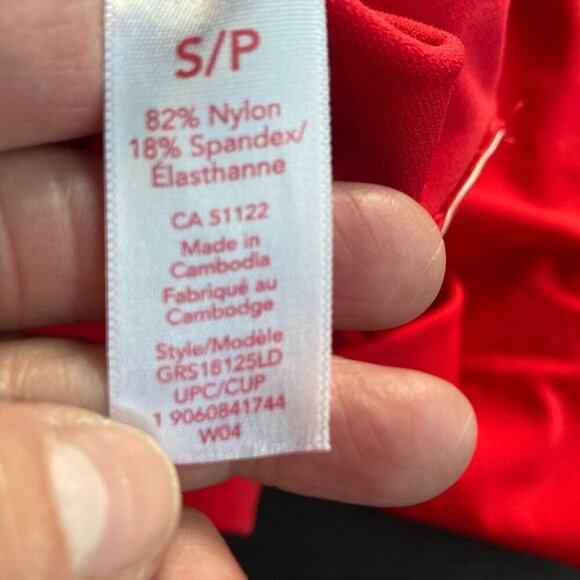 S/P
82% Nylon
18% Spandex/
Élasthanne
CA 51122
Made in
Cambodia
Fabriqué au
Cambodge
Style/Modèle
GRS18125LD
UPC/CUP
1 9060841744
W04